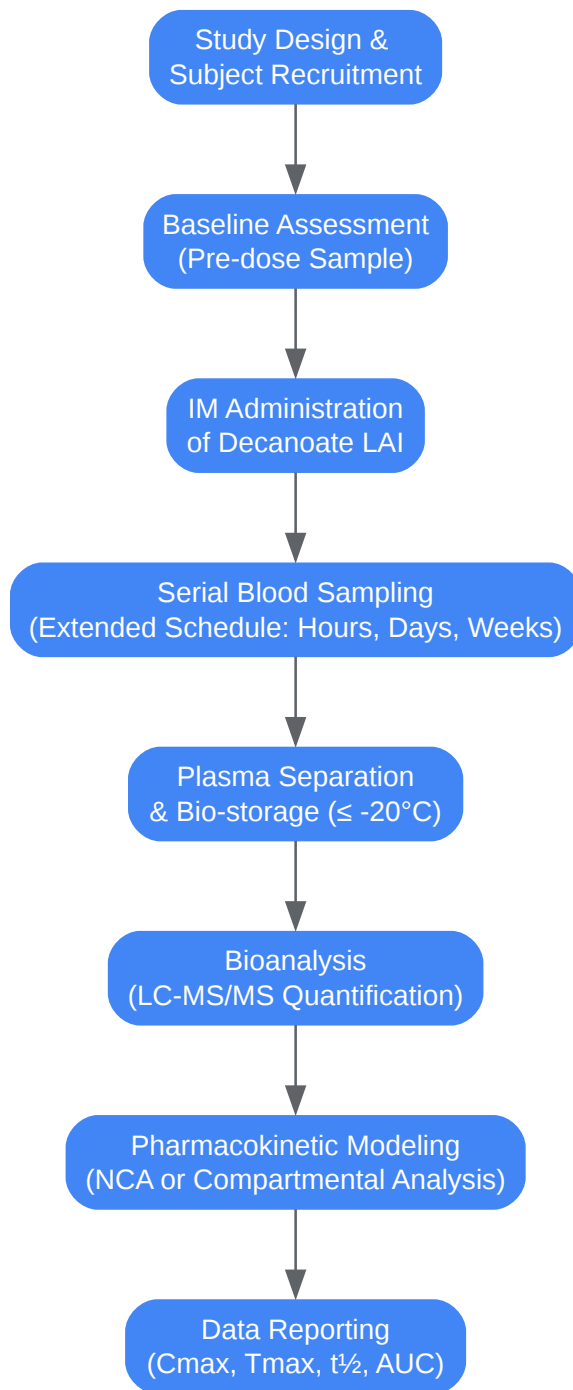 Study Design &
Subject Recruitment
Baseline Assessment
(Pre-dose Sample)
IM Administration
of Decanoate LAI
Serial Blood Sampling
(Extended Schedule: Hours, Days, Weeks)
Plasma Separation
& Bio-storage (≤ -20°C)
Bioanalysis
(LC-MS/MS Quantification)
Pharmacokinetic Modeling
(NCA or Compartmental Analysis)
Data Reporting
(Cmax, Tmax, t½, AUC)